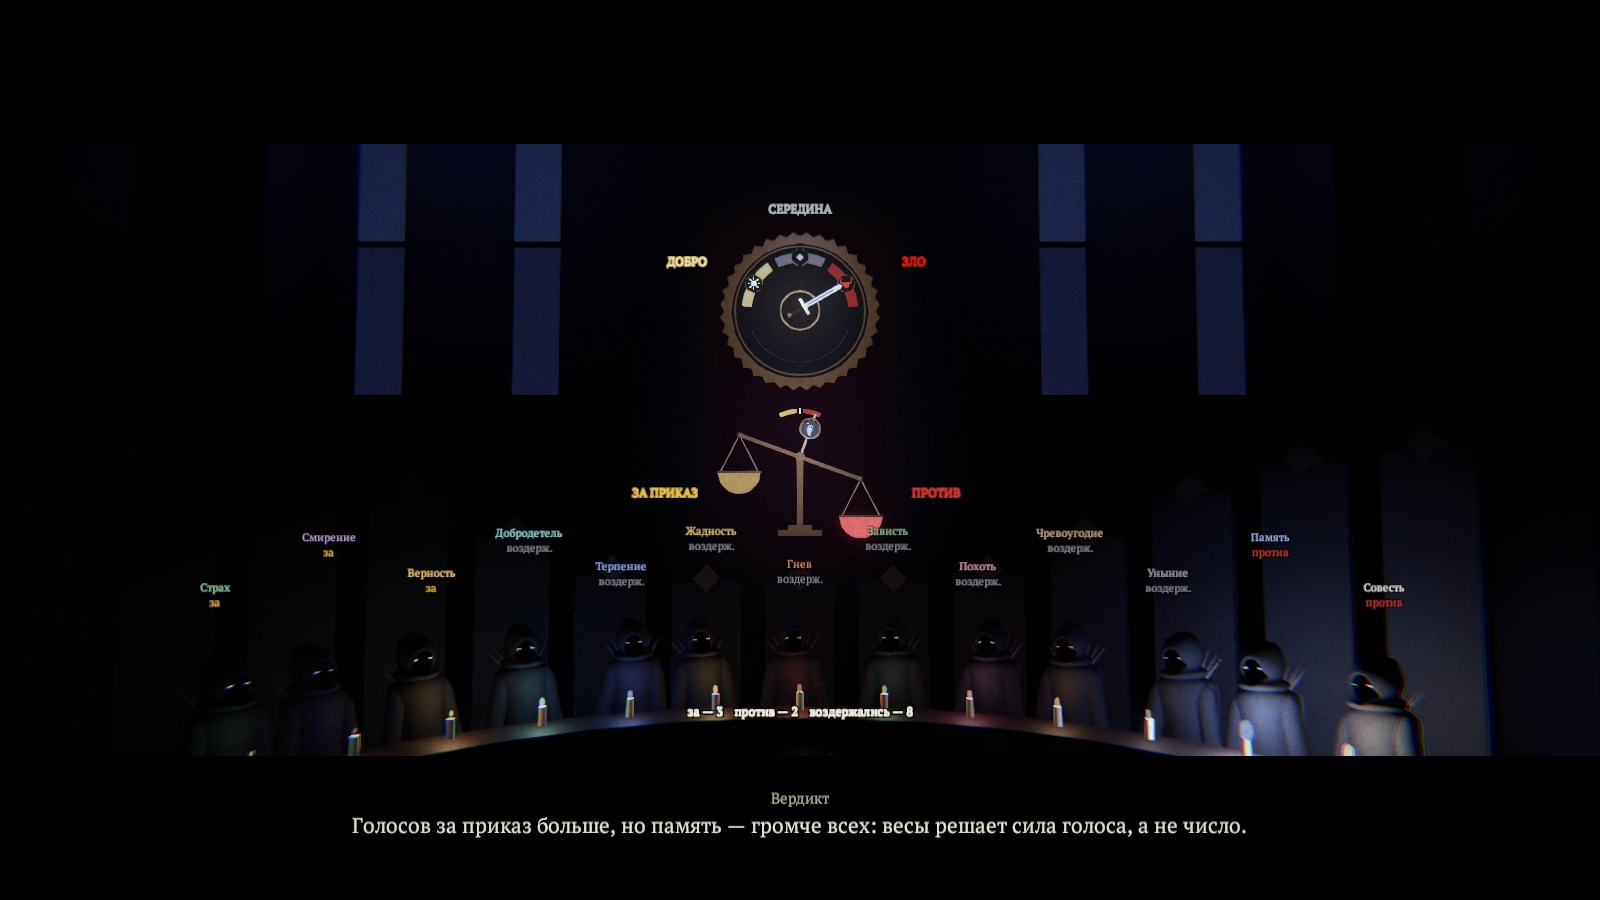 СЕРЕДИНА
ДОБРО
ЗЛО
ЗА ПРИКАЗ
ПРОТИВ
Страх
за
Смирение
за
Верность
за
Добродетель
воздерж.
Терпение
воздерж.
Жадность
воздерж.
Гнев
воздерж.
Зависть
воздерж.
Похоть
воздерж.
Чревоугодие
воздерж.
Уныние
воздерж.
Память
против
Совесть
против
за — 3 против — 2 воздержались — 8
Вердикт
Голосов за приказ больше, но память — громче всех: весы решает сила голоса, а не число.